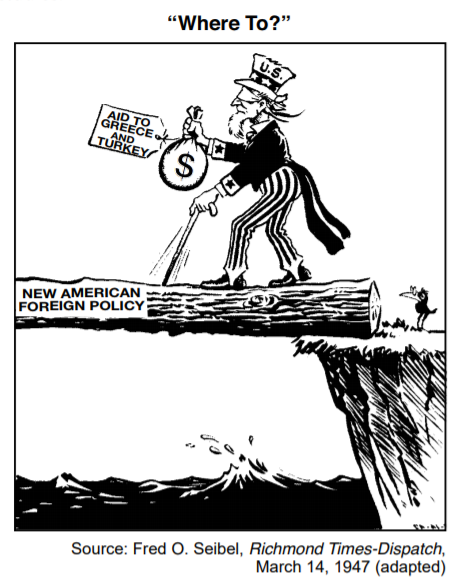 “Where To?”
U.S.
AID TO
GREECE
AND
TURKEY
$
NEW AMERICAN
FOREIGN POLICY
Source: Fred O. Seibel, Richmond Times-Dispatch,
March 14, 1947 (adapted)